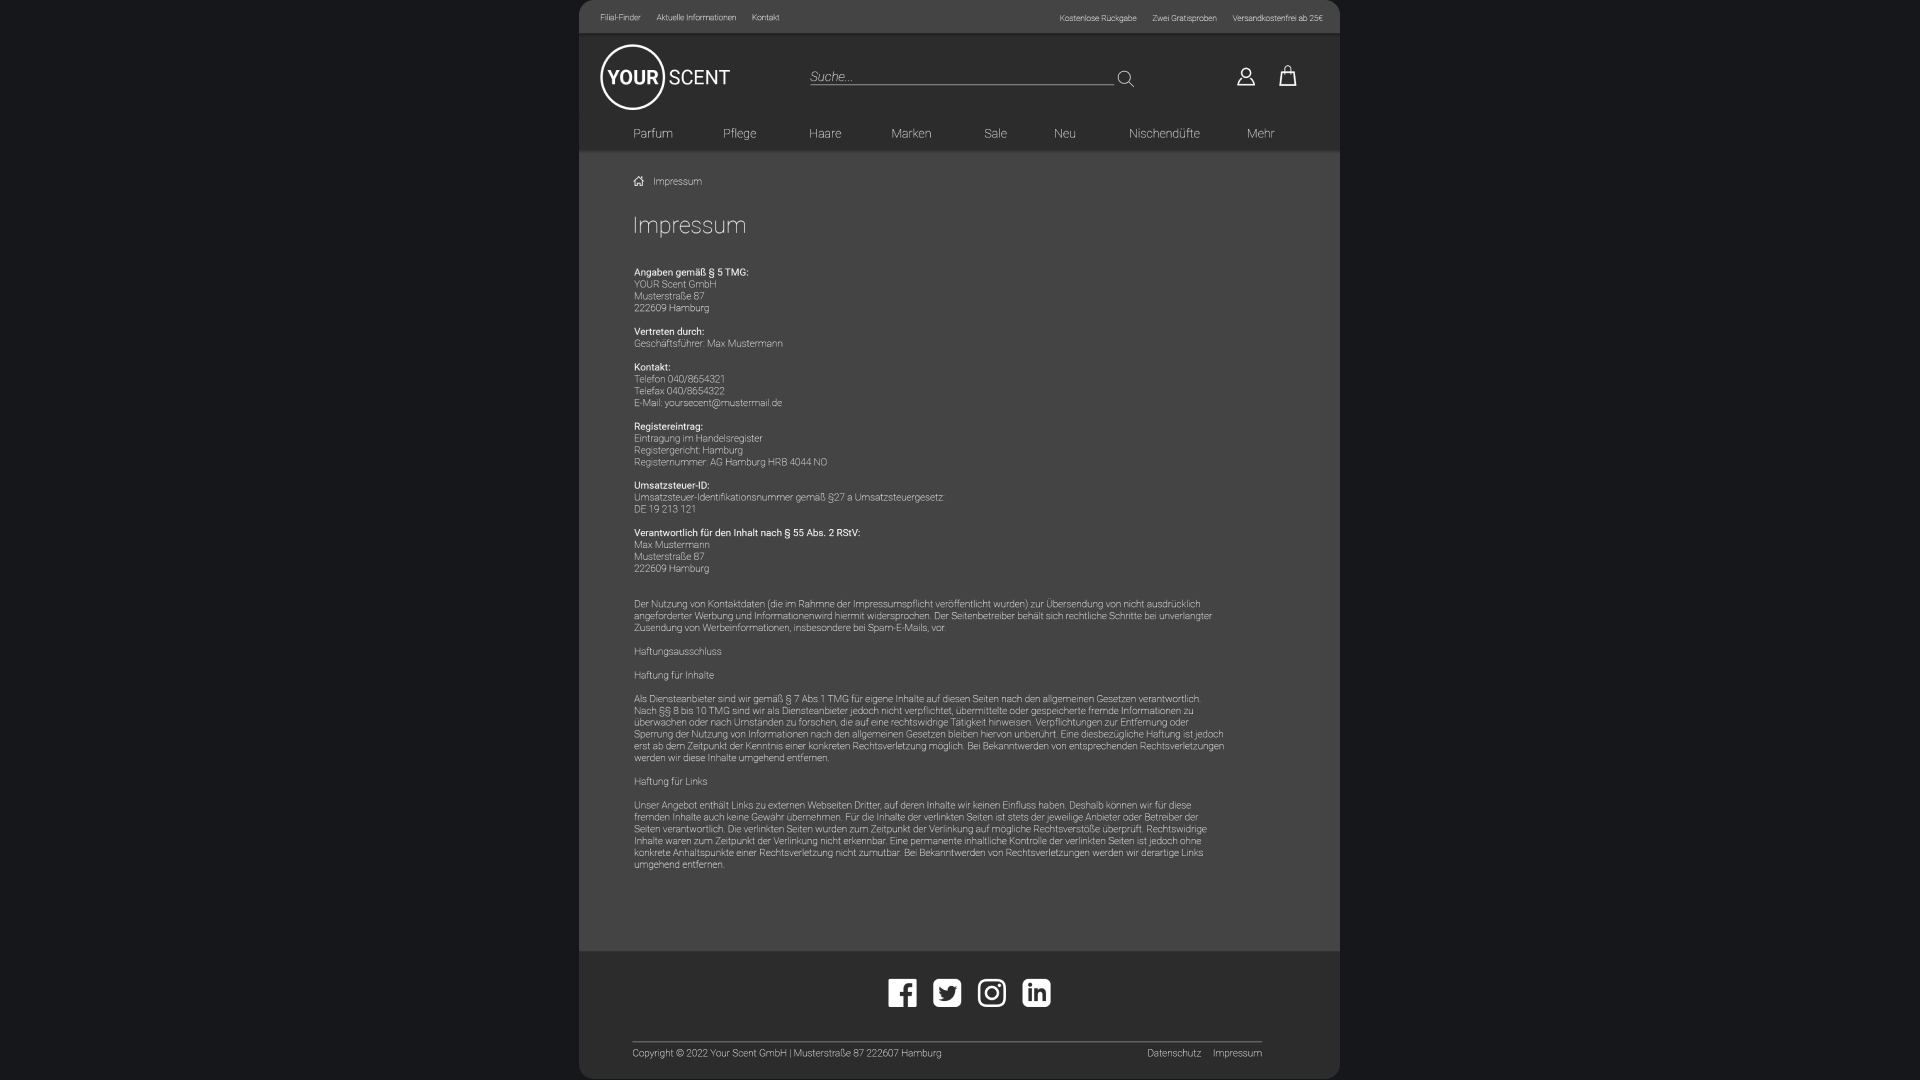 Filial-Finder Aktuelle Informationen Kontakt Kostenlose Rückgabe Zwei Gratisproben Versandkostenfrei ab 25€
YOUR SCENT
Suche...
Parfum Pflege Haare Marken Sale Neu Nischendüfte Mehr
Impressum
Impressum
Angaben gemäß § 5 TMG:
YOUR Scent GmbH
Musterstraße 87
222609 Hamburg
Vertreten durch:
Geschäftsführer: Max Mustermann
Kontakt:
Telefon 040/8654321
Telefax 040/8654322
E-Mail: yoursecent@mustermail.de
Registereintrag:
Eintragung im Handelsregister
Registergericht: Hamburg
Registernummer: AG Hamburg HRB 4044 NO
Umsatzsteuer-ID:
Umsatzsteuer-Identifikationsnummer gemäß §27 a Umsatzsteuergesetz:
DE 19 213 121
Verantwortlich für den Inhalt nach § 55 Abs. 2 RStV:
Max Mustermann
Musterstraße 87
222609 Hamburg
Der Nutzung von Kontaktdaten (die im Rahmne der Impressumspflicht veröffentlicht wurden) zur Übersendung von nicht ausdrücklich
angeforderter Werbung und Informationenwird hiermit widersprochen. Der Seitenbetreiber behält sich rechtliche Schritte bei unverlangter
Zusendung von Werbeinformationen, insbesondere bei Spam-E-Mails, vor.
Haftungsausschluss
Haftung für Inhalte
Als Diensteanbieter sind wir gemäß § 7 Abs.1 TMG für eigene Inhalte auf diesen Seiten nach den allgemeinen Gesetzen verantwortlich.
Nach §§ 8 bis 10 TMG sind wir als Diensteanbieter jedoch nicht verpflichtet, übermittelte oder gespeicherte fremde Informationen zu
überwachen oder nach Umständen zu forschen, die auf eine rechtswidrige Tätigkeit hinweisen. Verpflichtungen zur Entfernung oder
Sperrung der Nutzung von Informationen nach den allgemeinen Gesetzen bleiben hiervon unberührt. Eine diesbezügliche Haftung ist jedoch
erst ab dem Zeitpunkt der Kenntnis einer konkreten Rechtsverletzung möglich. Bei Bekanntwerden von entsprechenden Rechtsverletzungen
werden wir diese Inhalte umgehend entfernen.
Haftung für Links
Unser Angebot enthält Links zu externen Webseiten Dritter, auf deren Inhalte wir keinen Einfluss haben. Deshalb können wir für diese
fremden Inhalte auch keine Gewähr übernehmen. Für die Inhalte der verlinkten Seiten ist stets der jeweilige Anbieter oder Betreiber der
Seiten verantwortlich. Die verlinkten Seiten wurden zum Zeitpunkt der Verlinkung auf mögliche Rechtsverstöße überprüft. Rechtswidrige
Inhalte waren zum Zeitpunkt der Verlinkung nicht erkennbar. Eine permanente inhaltliche Kontrolle der verlinkten Seiten ist jedoch ohne
konkrete Anhaltspunkte einer Rechtsverletzung nicht zumutbar. Bei Bekanntwerden von Rechtsverletzungen werden wir derartige Links
umgehend entfernen.
Copyright © 2022 Your Scent GmbH | Musterstraße 87 222607 Hamburg Datenschutz Impressum